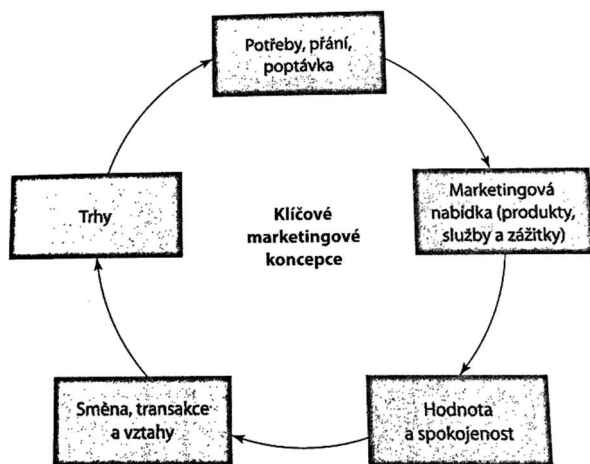 Potřeby, přání,
poptávka
Marketingová
nabídka (produkty,
služby a zážitky)
Hodnota
a spokojenost
Směna, transakce
a vztahy
Trhy
Klíčové
marketingové
koncepce